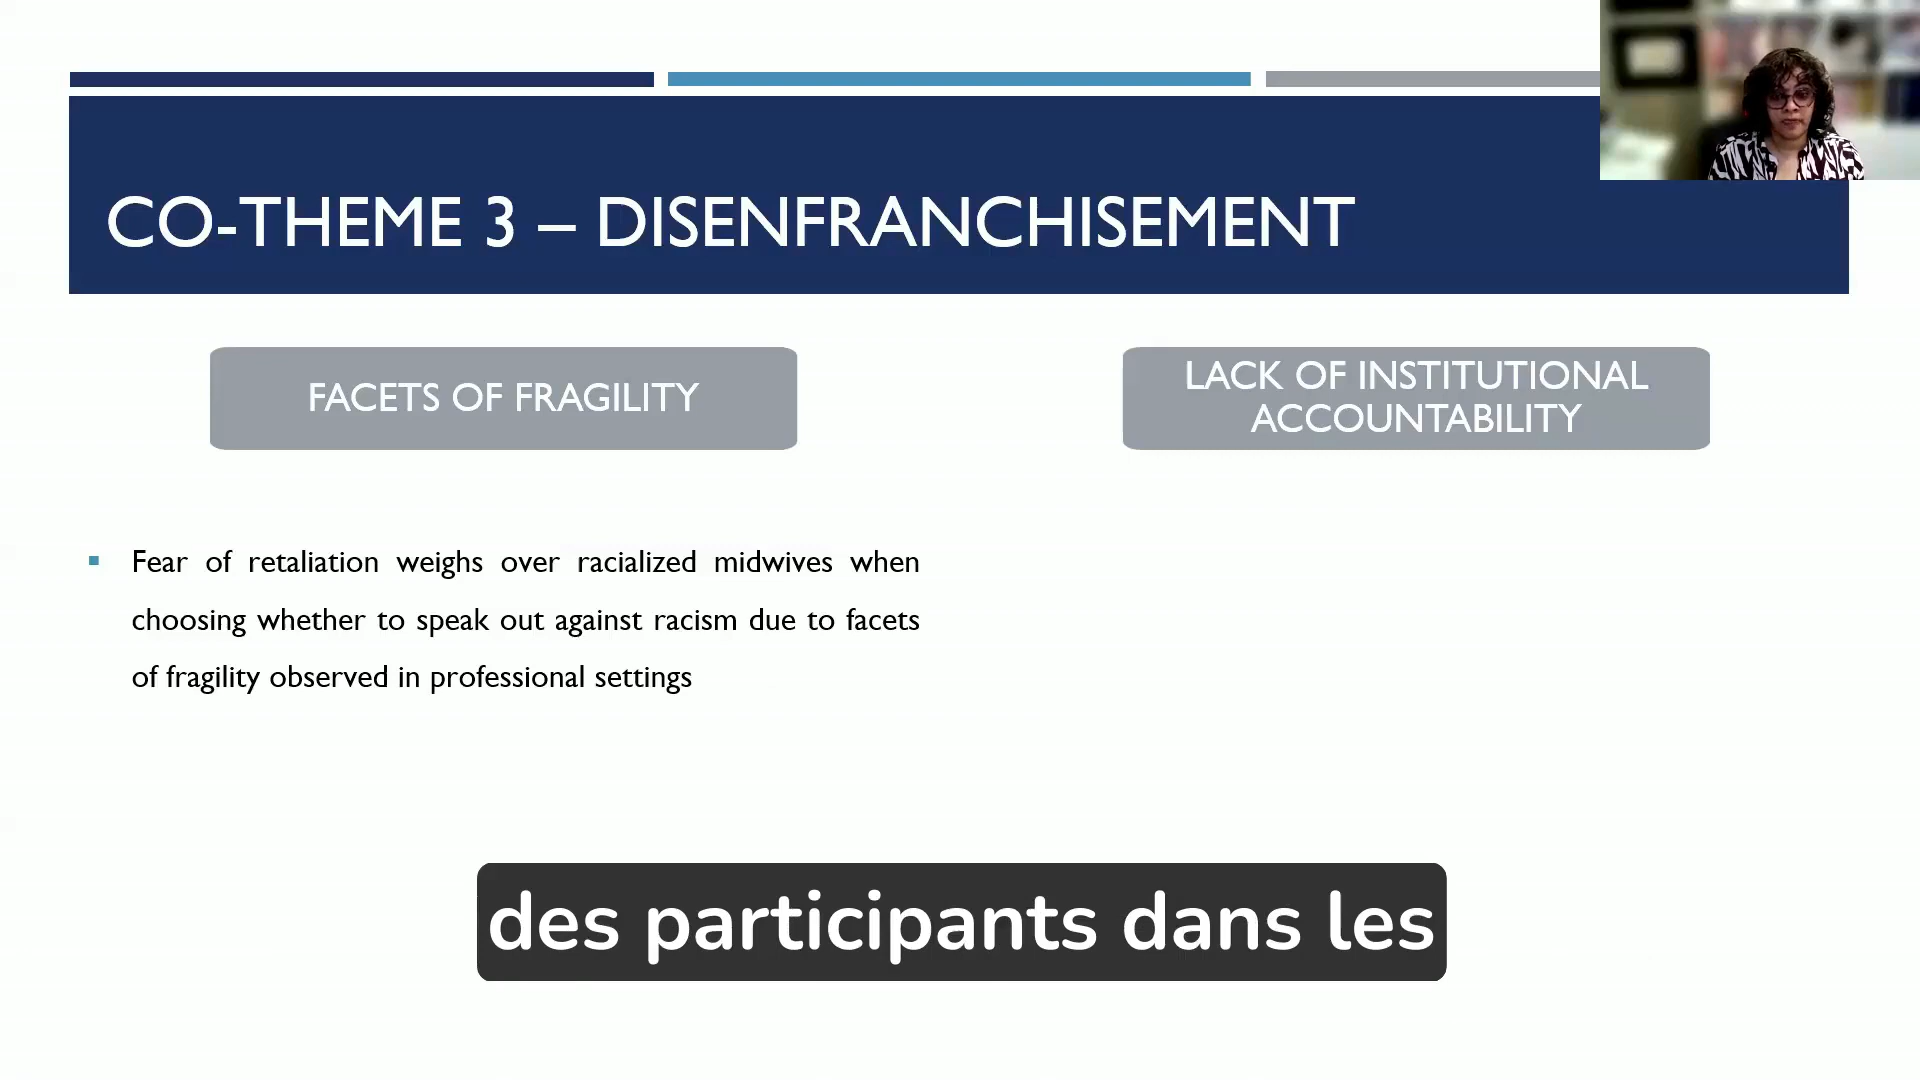 CO-THEME 3 – DISENFRANCHISEMENT
FACETS OF FRAGILITY
LACK OF INSTITUTIONAL
ACCOUNTABILITY
Fear of retaliation weighs over racialized midwives when
choosing whether to speak out against racism due to facets
of fragility observed in professional settings
des participants dans les